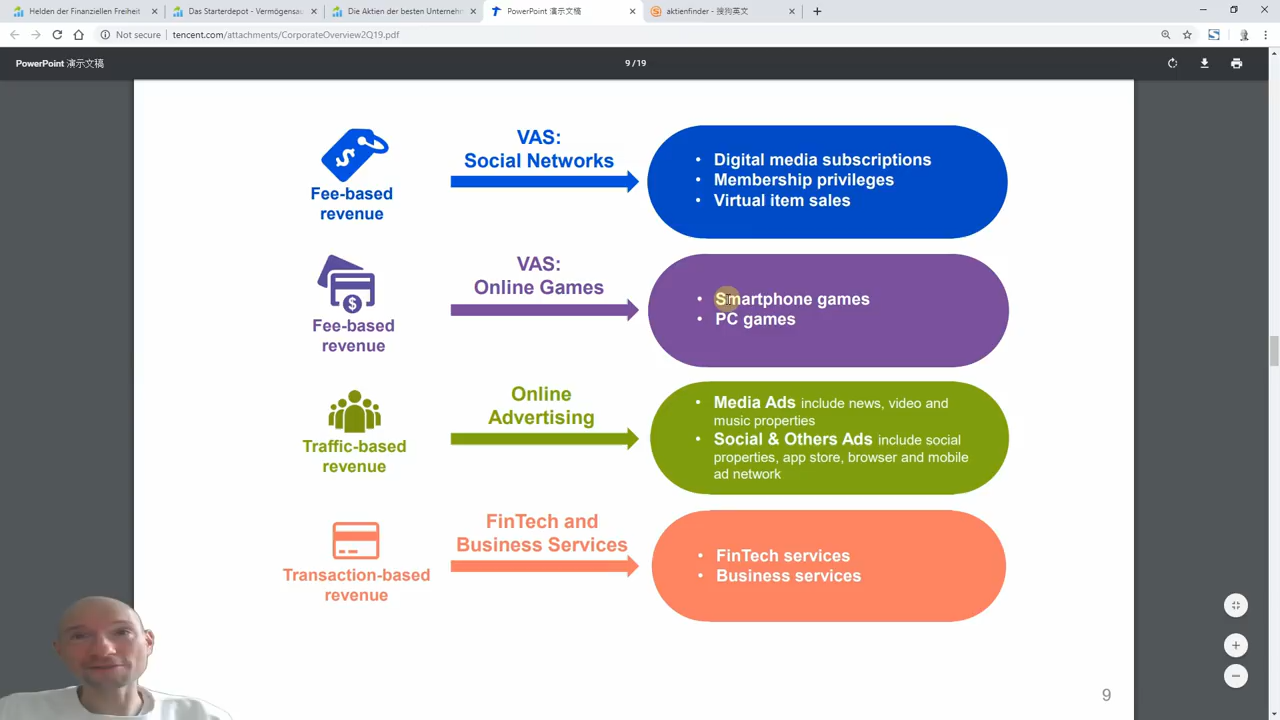 Helden der Finanziellen Freiheit
Das Starterdepot - Vermögensauf
Die Aktien der besten Unternehm
PowerPoint 演示文稿
aktienfinder - 搜狗英文
Not secure
tencent.com/attachments/CorporateOverview2Q19.pdf
PowerPoint 演示文稿
9 / 19
Fee-based
revenue
VAS:
Social Networks
• Digital media subscriptions
• Membership privileges
• Virtual item sales
Fee-based
revenue
VAS:
Online Games
• Smartphone games
• PC games
Traffic-based
revenue
Online
Advertising
• Media Ads include news, video and
music properties
• Social & Others Ads include social
properties, app store, browser and mobile
ad network
Transaction-based
revenue
FinTech and
Business Services
• FinTech services
• Business services
9